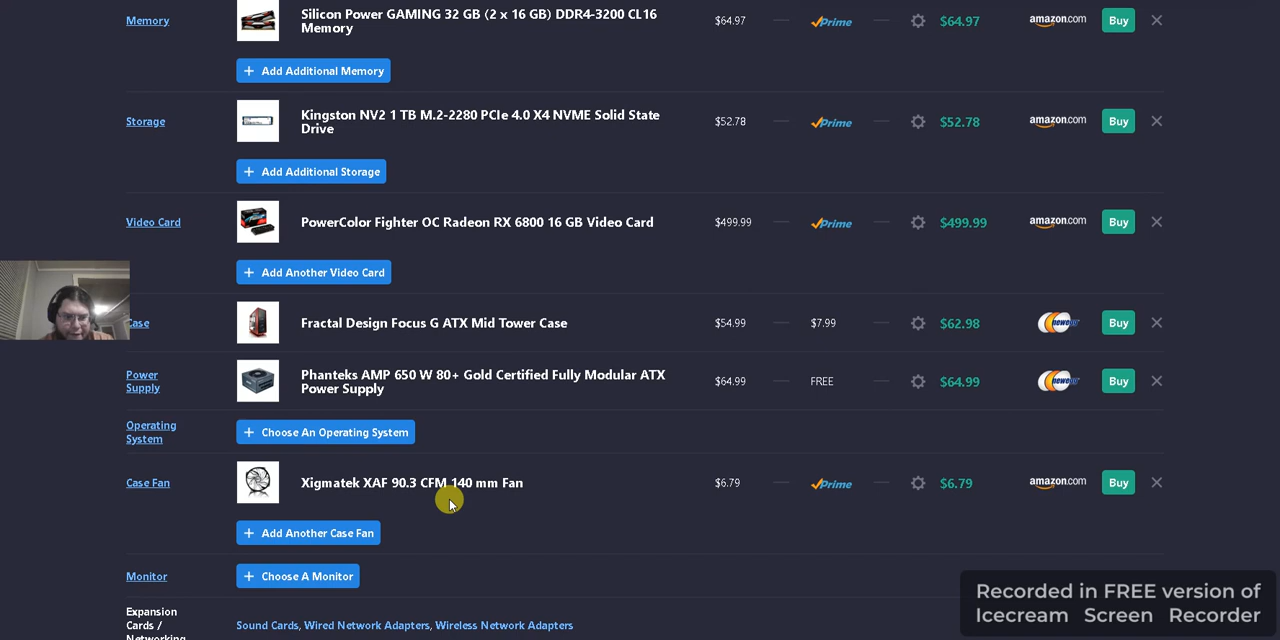 Memory
Silicon Power GAMING 32 GB (2 x 16 GB) DDR4-3200 CL16
Memory
$64.97 — Prime — $64.97 amazon.com Buy
+ Add Additional Memory
Storage
Kingston NV2 1 TB M.2-2280 PCIe 4.0 X4 NVME Solid State
Drive
$52.78 — Prime — $52.78 amazon.com Buy
+ Add Additional Storage
Video Card
PowerColor Fighter OC Radeon RX 6800 16 GB Video Card
$499.99 — Prime — $499.99 amazon.com Buy
+ Add Another Video Card
Case
Fractal Design Focus G ATX Mid Tower Case
$54.99 — $7.99 — $62.98 newegg Buy
Power
Supply
Phanteks AMP 650 W 80+ Gold Certified Fully Modular ATX
Power Supply
$64.99 — FREE — $64.99 newegg Buy
Operating
System
+ Choose An Operating System
Case Fan
Xigmatek XAF 90.3 CFM 140 mm Fan
$6.79 — Prime — $6.79 amazon.com Buy
+ Add Another Case Fan
Monitor
+ Choose A Monitor
Expansion
Cards /
Networking
Sound Cards, Wired Network Adapters, Wireless Network Adapters
Recorded in FREE version of
Icecream Screen Recorder